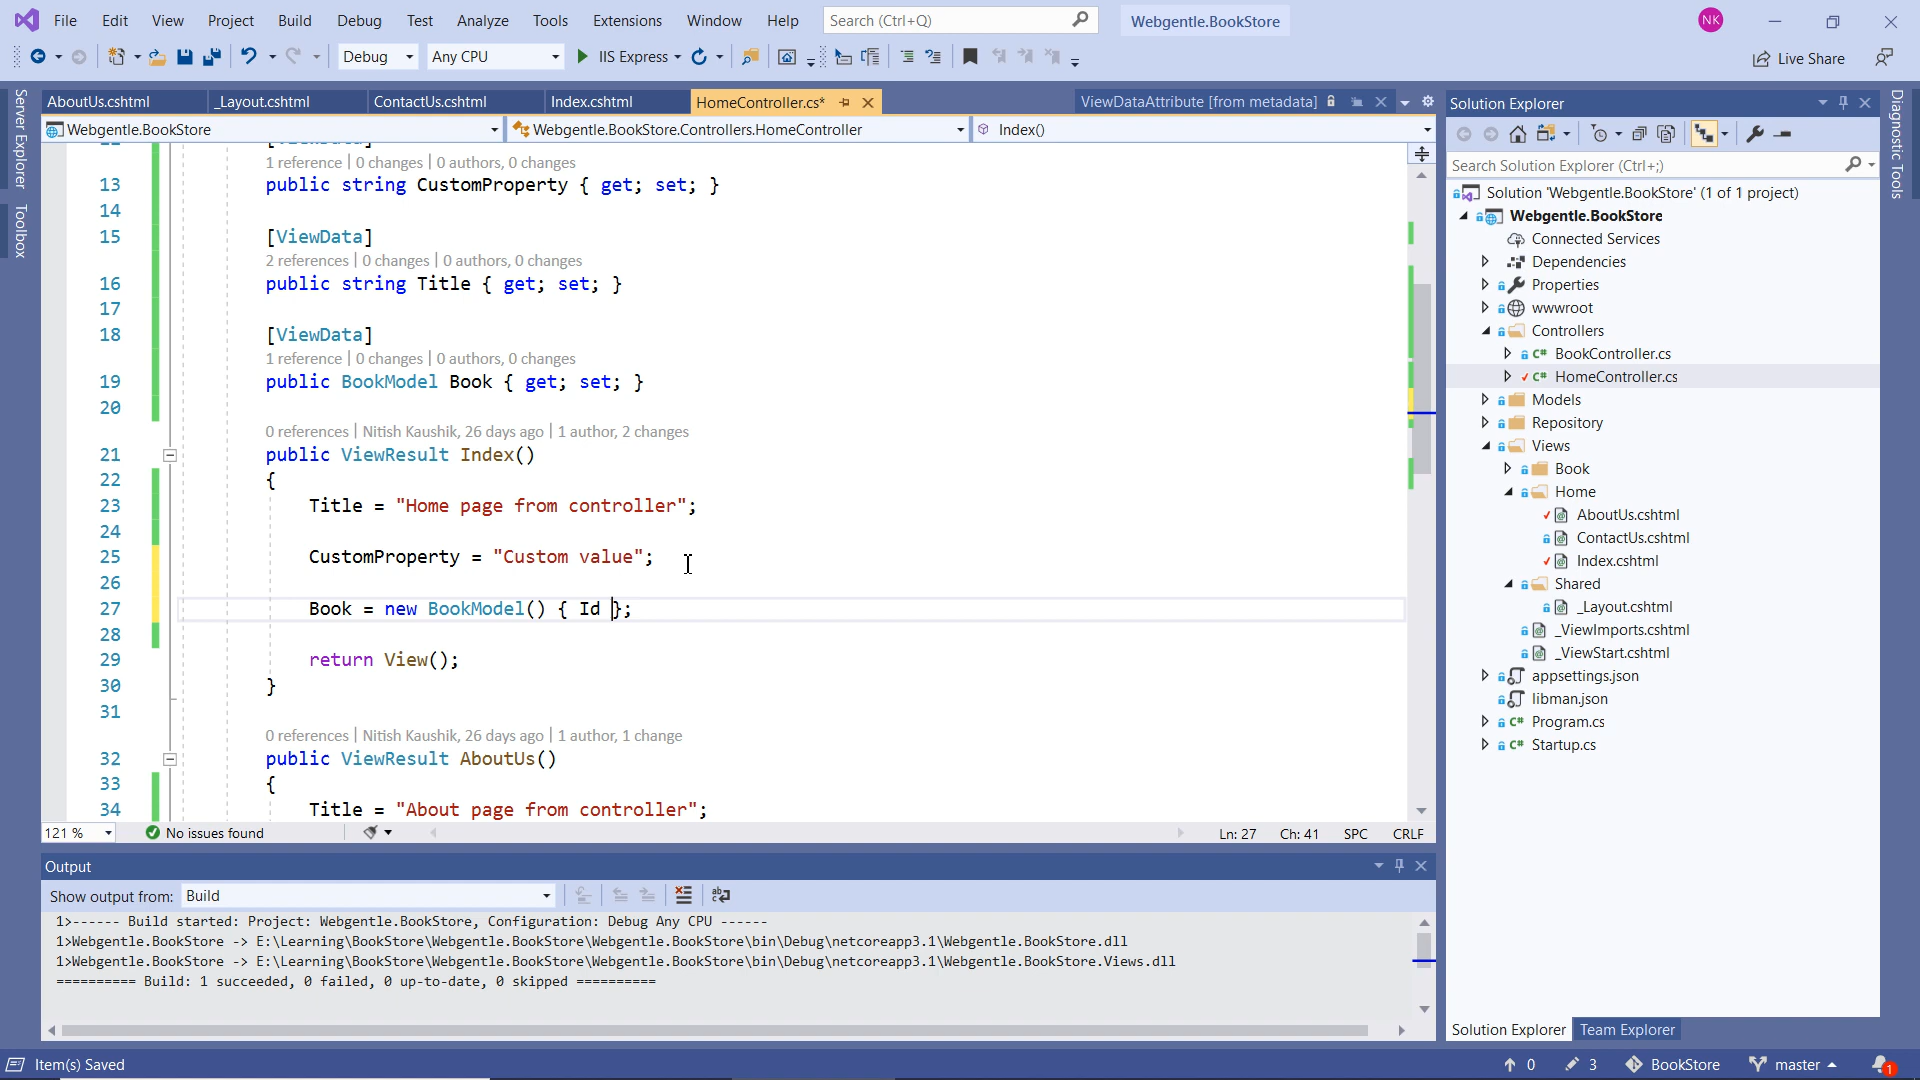 File Edit View Project Build Debug Test Analyze Tools Extensions Window Help Search (Ctrl+Q) Webgentle.BookStore NK
Debug Any CPU IIS Express Live Share
AboutUs.cshtml _Layout.cshtml ContactUs.cshtml Index.cshtml HomeController.cs* ViewDataAttribute [from metadata]
Webgentle.BookStore Webgentle.BookStore.Controllers.HomeController Index()
1 reference | 0 changes | 0 authors, 0 changes
13 public string CustomProperty { get; set; }
14
15 [ViewData]
2 references | 0 changes | 0 authors, 0 changes
16 public string Title { get; set; }
17
18 [ViewData]
1 reference | 0 changes | 0 authors, 0 changes
19 public BookModel Book { get; set; }
20
0 references | Nitish Kaushik, 26 days ago | 1 author, 2 changes
21 public ViewResult Index()
22 {
23 Title = "Home page from controller";
24
25 CustomProperty = "Custom value";
26
27 Book = new BookModel() { Id };
28
29 return View();
30 }
31
0 references | Nitish Kaushik, 26 days ago | 1 author, 1 change
32 public ViewResult AboutUs()
33 {
34 Title = "About page from controller";
121 % No issues found Ln: 27 Ch: 41 SPC CRLF
Output
Show output from: Build
1>------ Build started: Project: Webgentle.BookStore, Configuration: Debug Any CPU ------
1>Webgentle.BookStore -> E:\Learning\BookStore\Webgentle.BookStore\Webgentle.BookStore\bin\Debug\netcoreapp3.1\Webgentle.BookStore.dll
1>Webgentle.BookStore -> E:\Learning\BookStore\Webgentle.BookStore\Webgentle.BookStore\bin\Debug\netcoreapp3.1\Webgentle.BookStore.Views.dll
========== Build: 1 succeeded, 0 failed, 0 up-to-date, 0 skipped ==========
Server Explorer
Toolbox
Solution Explorer
Search Solution Explorer (Ctrl+;)
Solution 'Webgentle.BookStore' (1 of 1 project)
Webgentle.BookStore
Connected Services
Dependencies
Properties
wwwroot
Controllers
C# BookController.cs
C# HomeController.cs
Models
Repository
Views
Book
Home
AboutUs.cshtml
ContactUs.cshtml
Index.cshtml
Shared
_Layout.cshtml
_ViewImports.cshtml
_ViewStart.cshtml
appsettings.json
libman.json
C# Program.cs
C# Startup.cs
Solution Explorer Team Explorer
Diagnostic Tools
Item(s) Saved 0 3 BookStore master 1